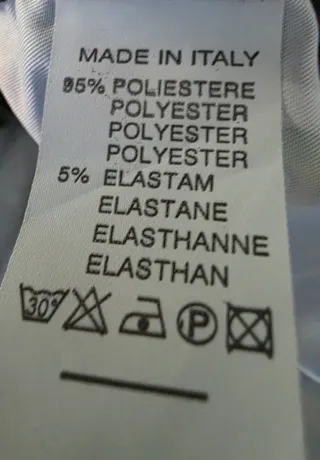 MADE IN ITALY
95% POLIESTERE
POLYESTER
POLYESTER
POLYESTER
5% ELASTAM
ELASTANE
ELASTHANNE
ELASTHAN
30° P